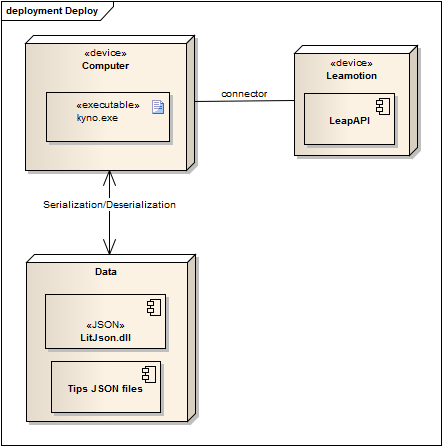 deployment Deploy
«device»
Computer
«executable»
kyno.exe
connector
«device»
Leamotion
LeapAPI
Serialization/Deserialization
Data
«JSON»
LitJson.dll
Tips JSON files